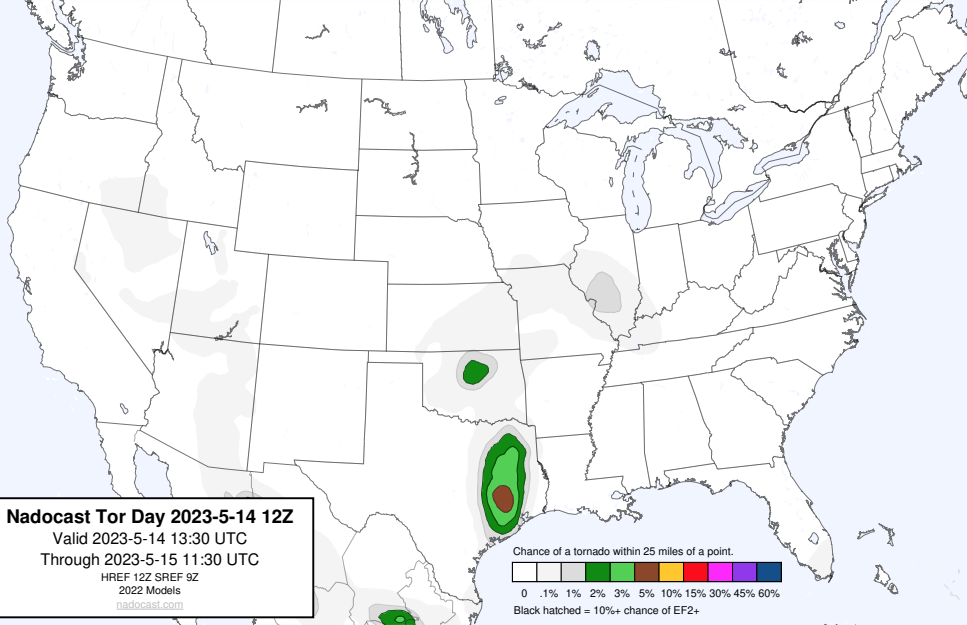 Nadocast Tor Day 2023-5-14 12Z
Valid 2023-5-14 13:30 UTC
Through 2023-5-15 11:30 UTC
HREF 12Z SREF 9Z
2022 Models
nadocast.com
Chance of a tornado within 25 miles of a point.
0 .1% 1% 2% 3% 5% 10% 15% 30% 45% 60%
Black hatched = 10%+ chance of EF2+